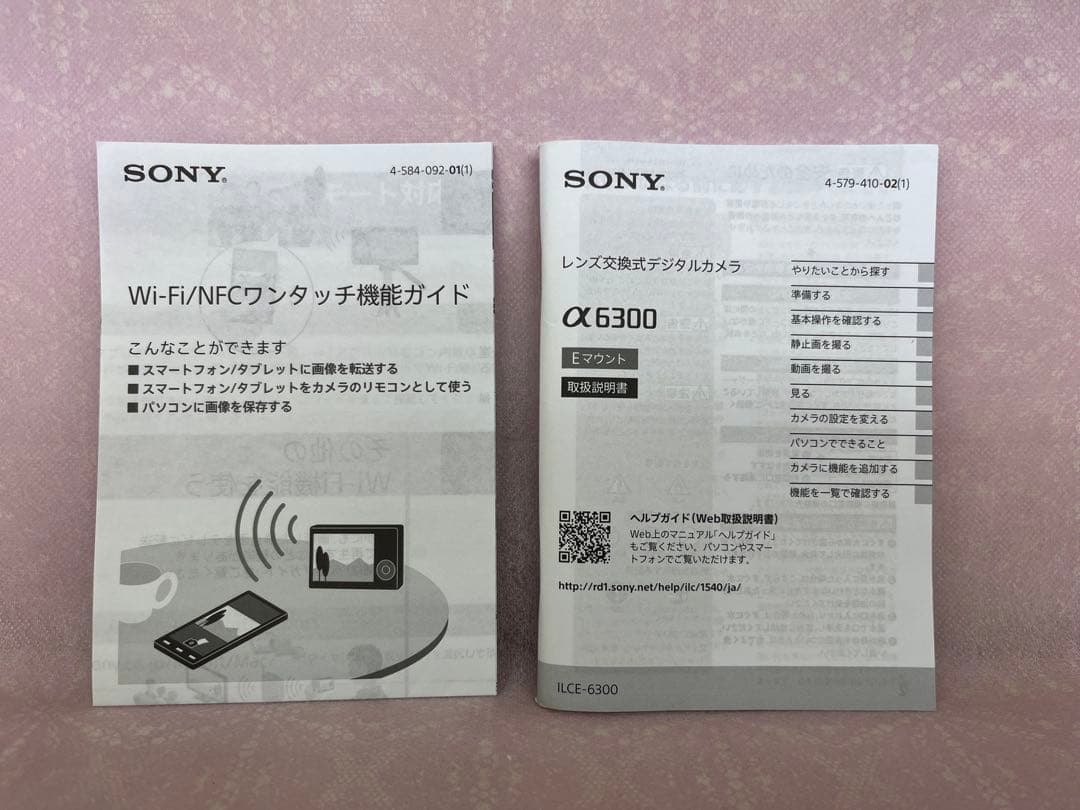 SONY®
4-584-092-01(1)
Wi-Fi/NFCワンタッチ機能ガイド
こんなことができます
■ スマートフォン/タブレットに画像を転送する
■ スマートフォン/タブレットをカメラのリモコンとして使う
■ パソコンに画像を保存する
SONY®
4-579-410-02(1)
レンズ交換式デジタルカメラ
α6300
Eマウント
取扱説明書
やりたいことから探す
準備する
基本操作を確認する
静止画を撮る
動画を撮る
見る
カメラの設定を変える
パソコンでできること
カメラに機能を追加する
機能を一覧で確認する
ヘルプガイド(Web取扱説明書)
Web上のマニュアル「ヘルプガイド」
もご覧ください。パソコンやスマー
トフォンでご覧いただけます。
http://rd1.sony.net/help/ilc/1540/ja/
ILCE-6300